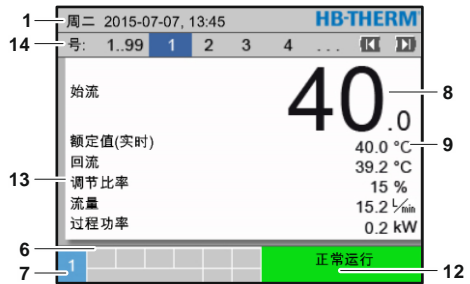 1 周二 2015-07-07, 13:45 HB-THERM
14 号: 1..99 1 2 3 4 ...
始流 40.0 8
额定值(实时) 40.0 °C 9
回流 39.2 °C
13 调节比率 15 %
流量 15.2 L/min
过程功率 0.2 kW
6
7 1 正常运行 12